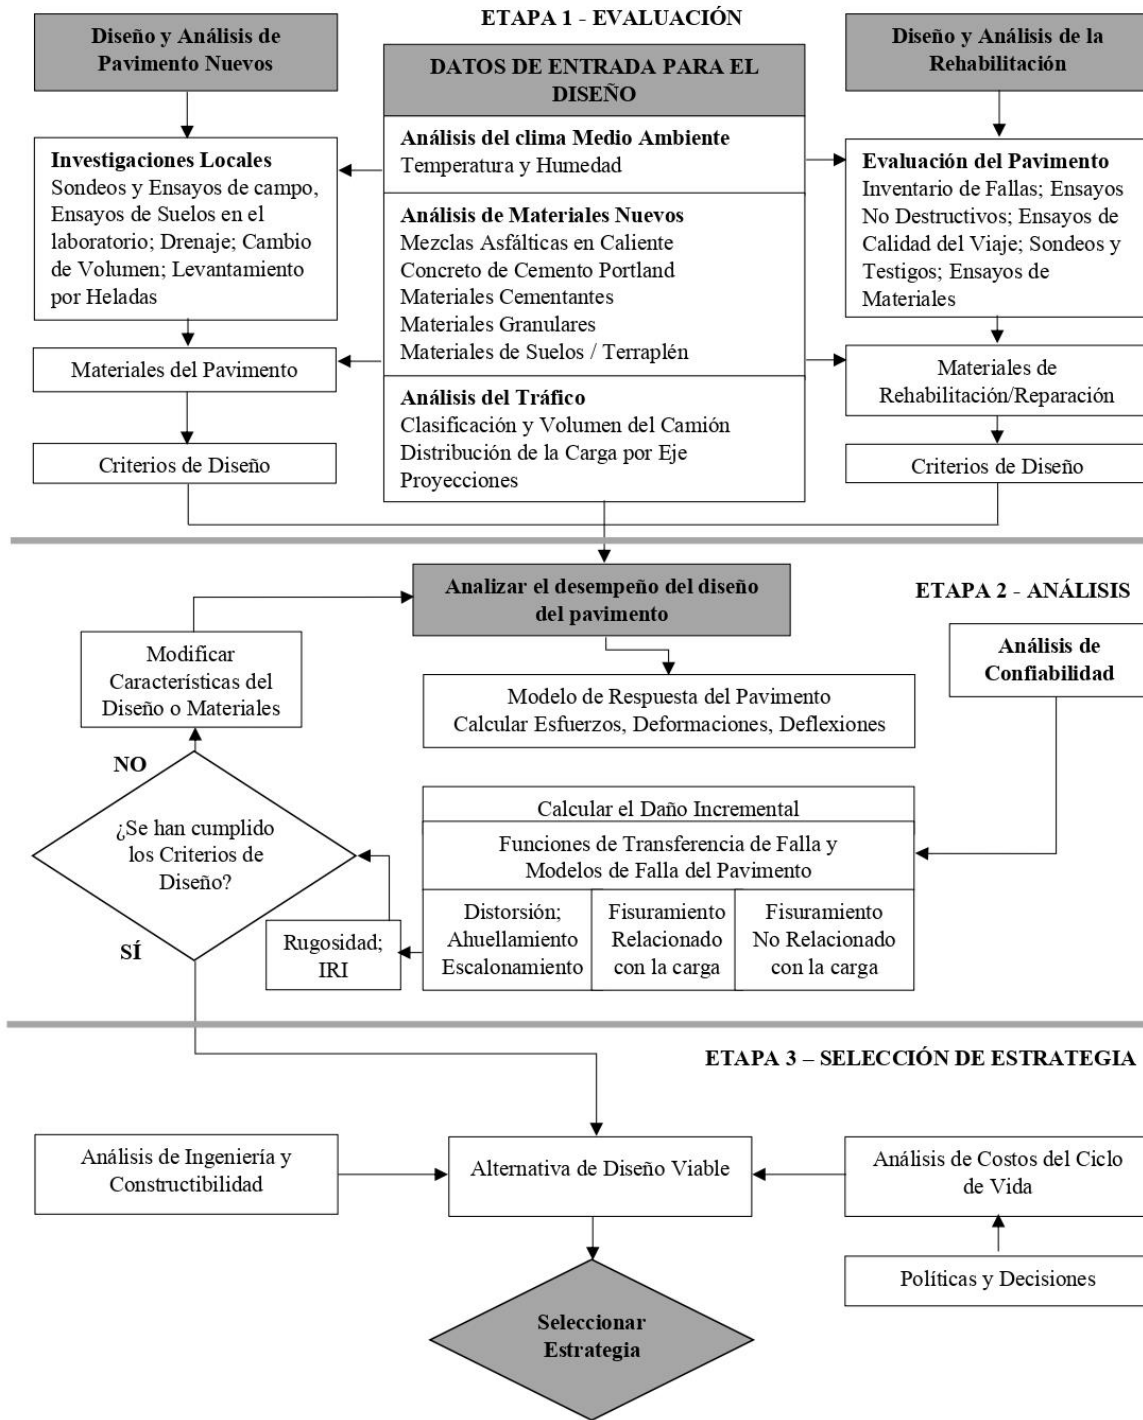 ETAPA 1 - EVALUACIÓN
Diseño y Análisis de
Pavimento Nuevos
DATOS DE ENTRADA PARA EL
DISEÑO
Diseño y Análisis de la
Rehabilitación
Investigaciones Locales
Sondeos y Ensayos de campo,
Ensayos de Suelos en el
laboratorio; Drenaje; Cambio
de Volumen; Levantamiento
por Heladas
Materiales del Pavimento
Criterios de Diseño
Análisis del clima Medio Ambiente
Temperatura y Humedad
Análisis de Materiales Nuevos
Mezclas Asfálticas en Caliente
Concreto de Cemento Portland
Materiales Cementantes
Materiales Granulares
Materiales de Suelos / Terraplén
Análisis del Tráfico
Clasificación y Volumen del Camión
Distribución de la Carga por Eje
Proyecciones
Evaluación del Pavimento
Inventario de Fallas; Ensayos
No Destructivos; Ensayos de
Calidad del Viaje; Sondeos y
Testigos; Ensayos de
Materiales
Materiales de
Rehabilitación/Reparación
Criterios de Diseño
ETAPA 2 - ANÁLISIS
Analizar el desempeño del diseño
del pavimento
Modificar
Características del
Diseño o Materiales
Modelo de Respuesta del Pavimento
Calcular Esfuerzos, Deformaciones, Deflexiones
Análisis de
Confiabilidad
NO
¿Se han cumplido
los Criterios de
Diseño?
SÍ
Calcular el Daño Incremental
Funciones de Transferencia de Falla y
Modelos de Falla del Pavimento
Distorsión;
Ahuellamiento
Escalonamiento
Fisuramiento
Relacionado
con la carga
Fisuramiento
No Relacionado
con la carga
Rugosidad;
IRI
ETAPA 3 – SELECCIÓN DE ESTRATEGIA
Análisis de Ingeniería y
Constructibilidad
Alternativa de Diseño Viable
Análisis de Costos del Ciclo
de Vida
Políticas y Decisiones
Seleccionar
Estrategia